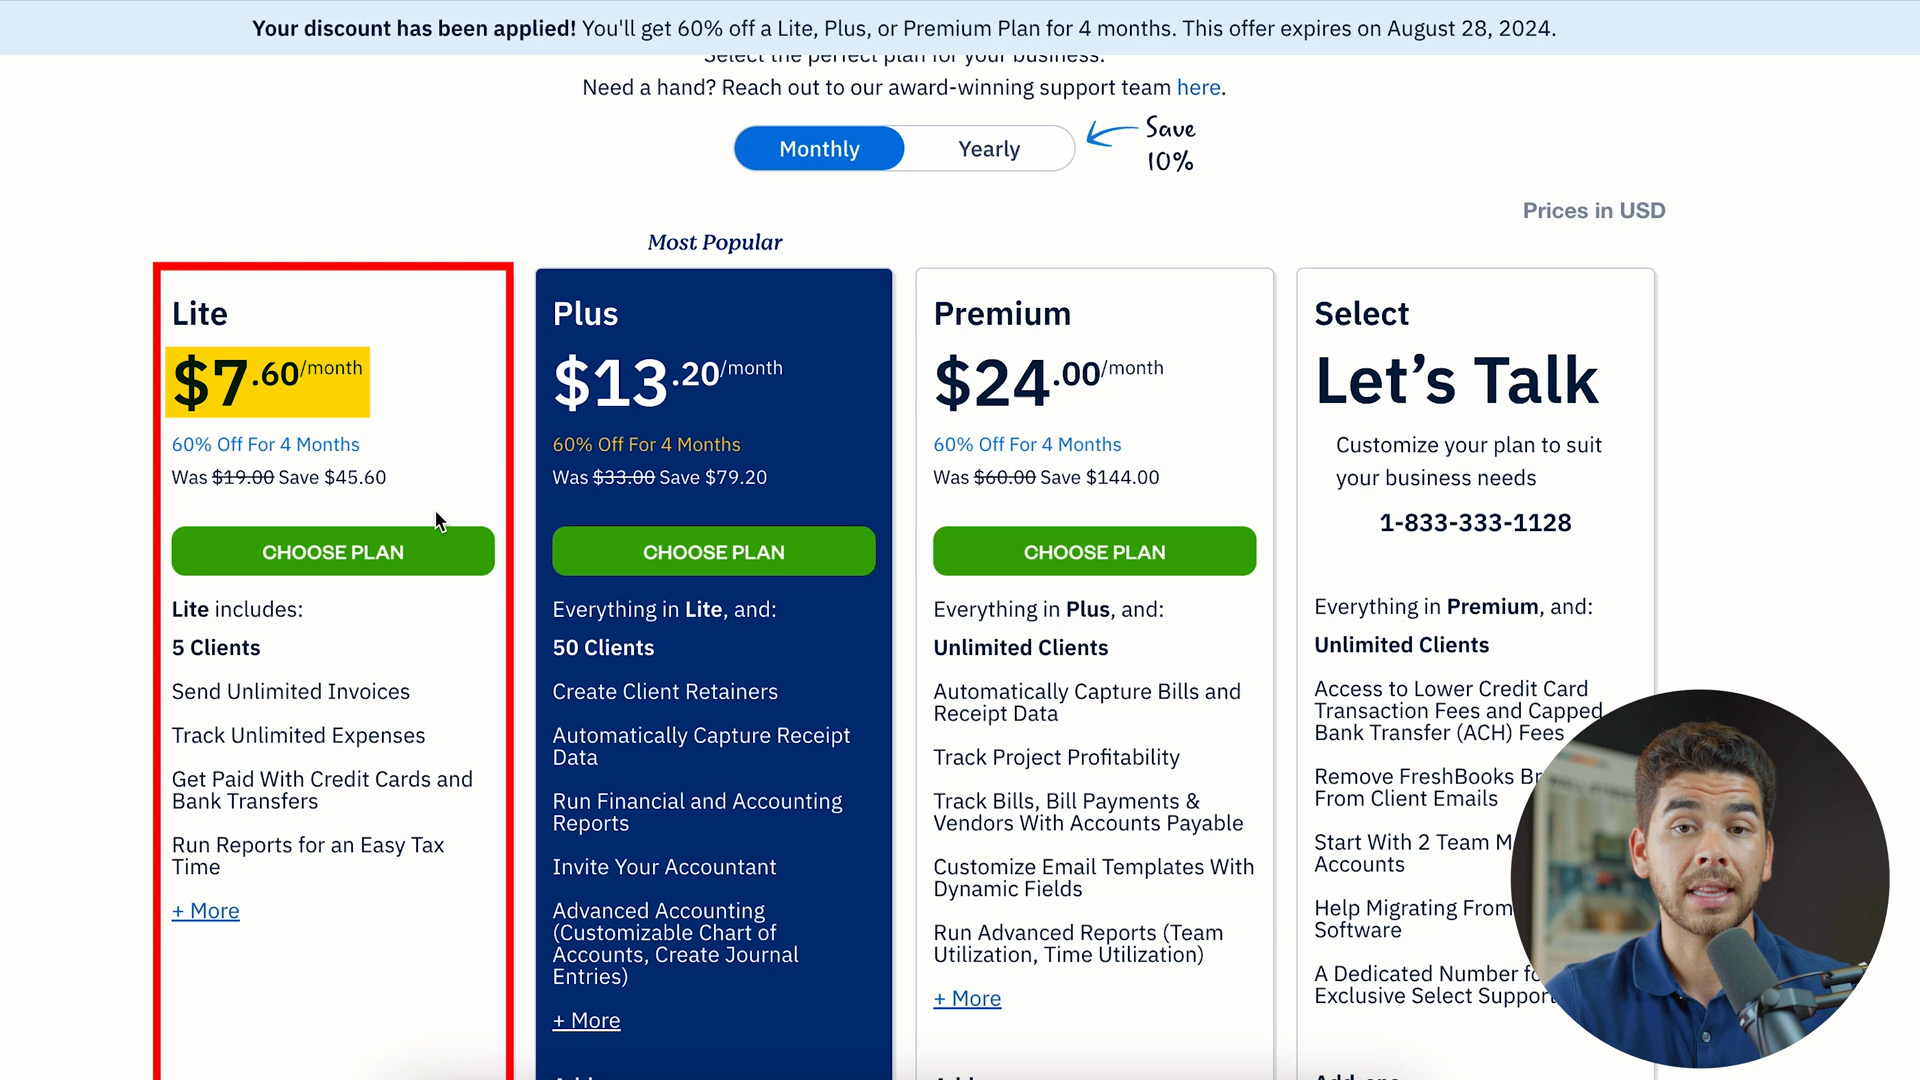 Your discount has been applied! You'll get 60% off a Lite, Plus, or Premium Plan for 4 months. This offer expires on August 28, 2024.
Select the perfect plan for your business.
Need a hand? Reach out to our award-winning support team here.
Monthly
Yearly
Save
10%
Prices in USD
Most Popular
Lite
$7.60/month
60% Off For 4 Months
Was $19.00 Save $45.60
CHOOSE PLAN
Lite includes:
5 Clients
Send Unlimited Invoices
Track Unlimited Expenses
Get Paid With Credit Cards and
Bank Transfers
Run Reports for an Easy Tax
Time
+ More
Plus
$13.20/month
60% Off For 4 Months
Was $33.00 Save $79.20
CHOOSE PLAN
Everything in Lite, and:
50 Clients
Create Client Retainers
Automatically Capture Receipt
Data
Run Financial and Accounting
Reports
Invite Your Accountant
Advanced Accounting
(Customizable Chart of
Accounts, Create Journal
Entries)
+ More
Premium
$24.00/month
60% Off For 4 Months
Was $60.00 Save $144.00
CHOOSE PLAN
Everything in Plus, and:
Unlimited Clients
Automatically Capture Bills and
Receipt Data
Track Project Profitability
Track Bills, Bill Payments &
Vendors With Accounts Payable
Customize Email Templates With
Dynamic Fields
Run Advanced Reports (Team
Utilization, Time Utilization)
+ More
Select
Let's Talk
Customize your plan to suit
your business needs
1-833-333-1128
Everything in Premium, and:
Unlimited Clients
Access to Lower Credit Card
Transaction Fees and Capped
Bank Transfer (ACH) Fees
Remove FreshBooks
From Client Emails
Start With 2 Team
Accounts
Help Migrating From
Software
A Dedicated Number
Exclusive Select Support